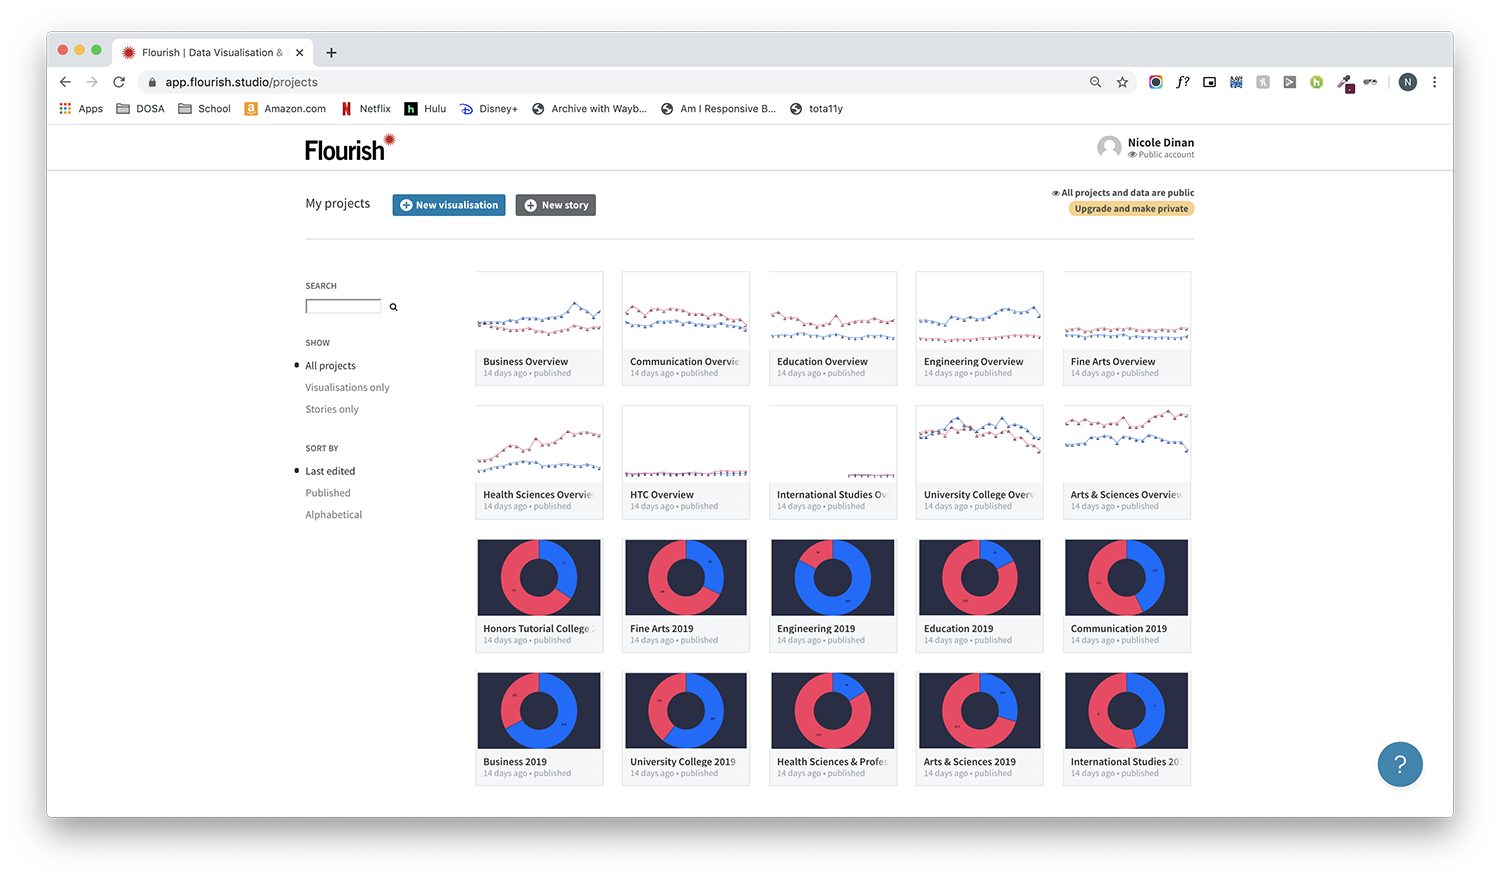 Flourish | Data Visualisation &
app.flourish.studio/projects
f?
N
Apps
DOSA
School
Amazon.com
Netflix
Hulu
Disney+
Archive with Wayb...
Am I Responsive B...
tota11y
Flourish
Nicole Dinan
Public account
My projects
New visualisation
New story
All projects and data are public
Upgrade and make private
SEARCH
SHOW
All projects
Visualisations only
Stories only
SORT BY
Last edited
Published
Alphabetical
Business Overview
14 days ago • published
Communication Overvie
14 days ago • published
Education Overview
14 days ago • published
Engineering Overview
14 days ago • published
Fine Arts Overview
14 days ago • published
Health Sciences Overvie
14 days ago • published
HTC Overview
14 days ago • published
International Studies Ov
14 days ago • published
University College Overv
14 days ago • published
Arts & Sciences Overview
14 days ago • published
Honors Tutorial College 2
14 days ago • published
Fine Arts 2019
14 days ago • published
Engineering 2019
14 days ago • published
Education 2019
14 days ago • published
Communication 2019
14 days ago • published
Business 2019
14 days ago • published
University College 2019
14 days ago • published
Health Sciences & Profes
14 days ago • published
Arts & Sciences 2019
14 days ago • published
International Studies 20
14 days ago • published
?